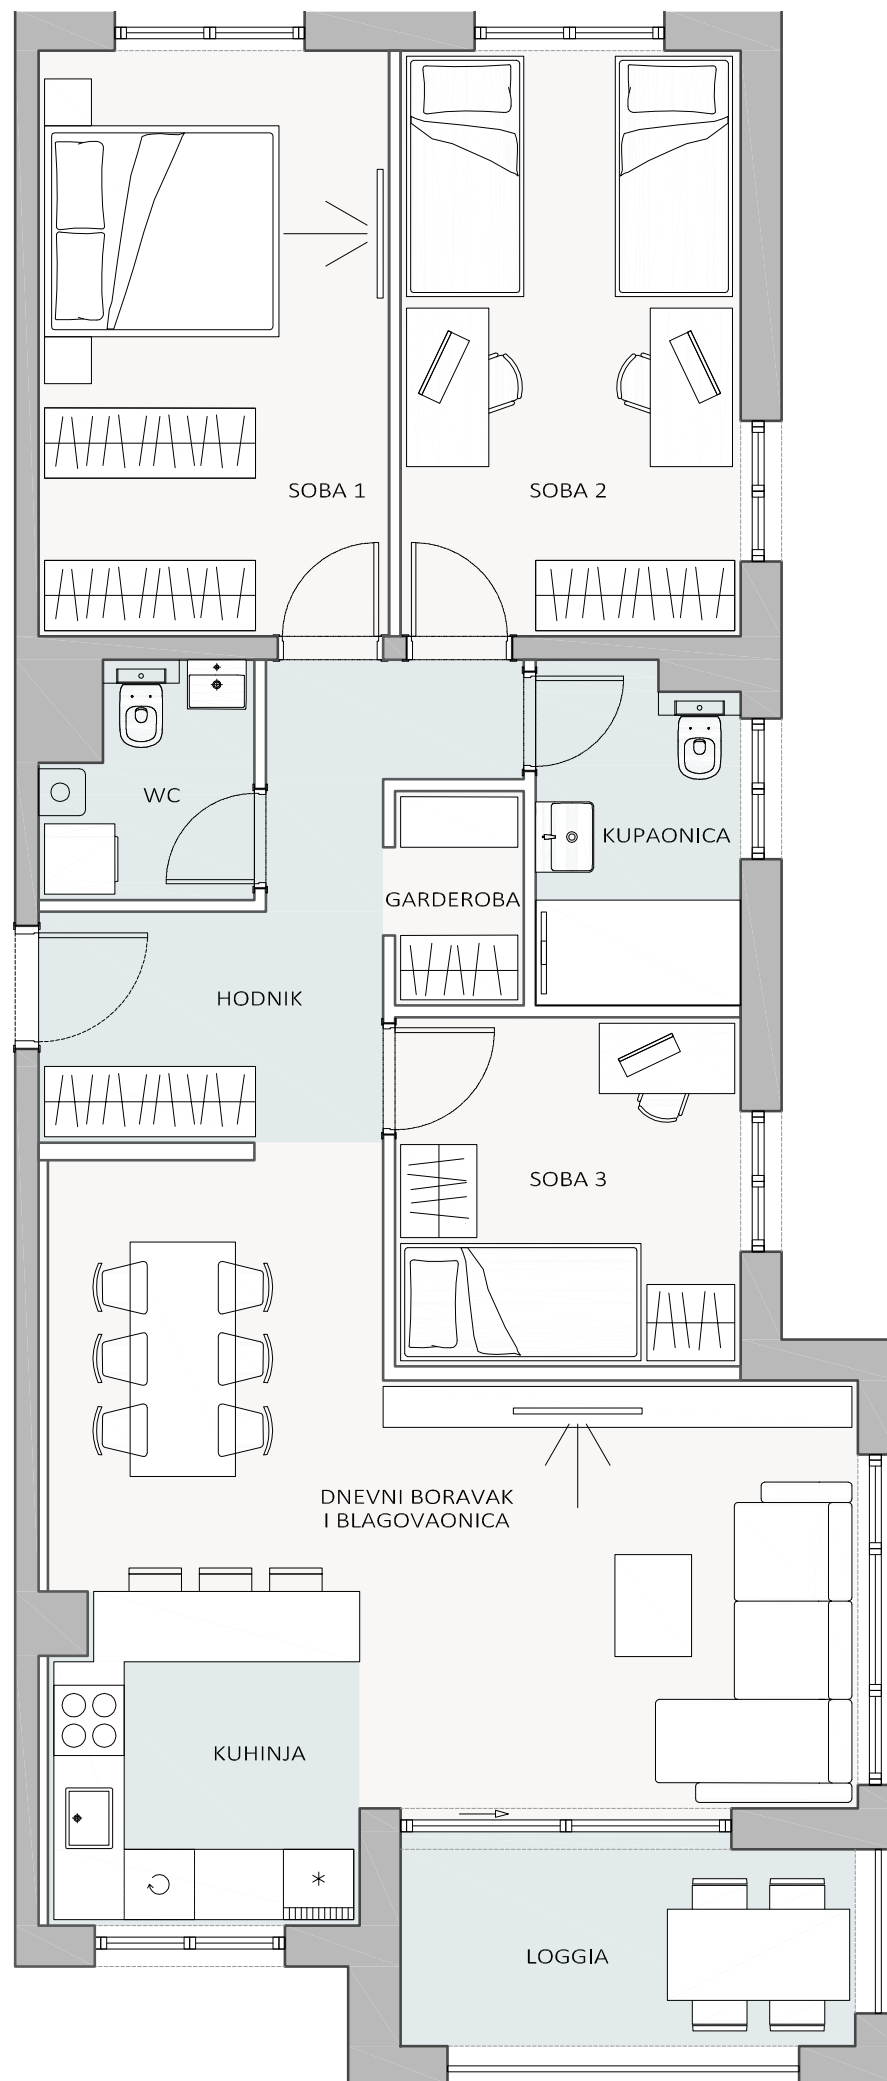 SOBA 1
SOBA 2
WC
KUPAONICA
GARDEROBA
HODNIK
SOBA 3
DNEVNI BORAVAK
I BLAGOVAONICA
KUHINJA
LOGGIA